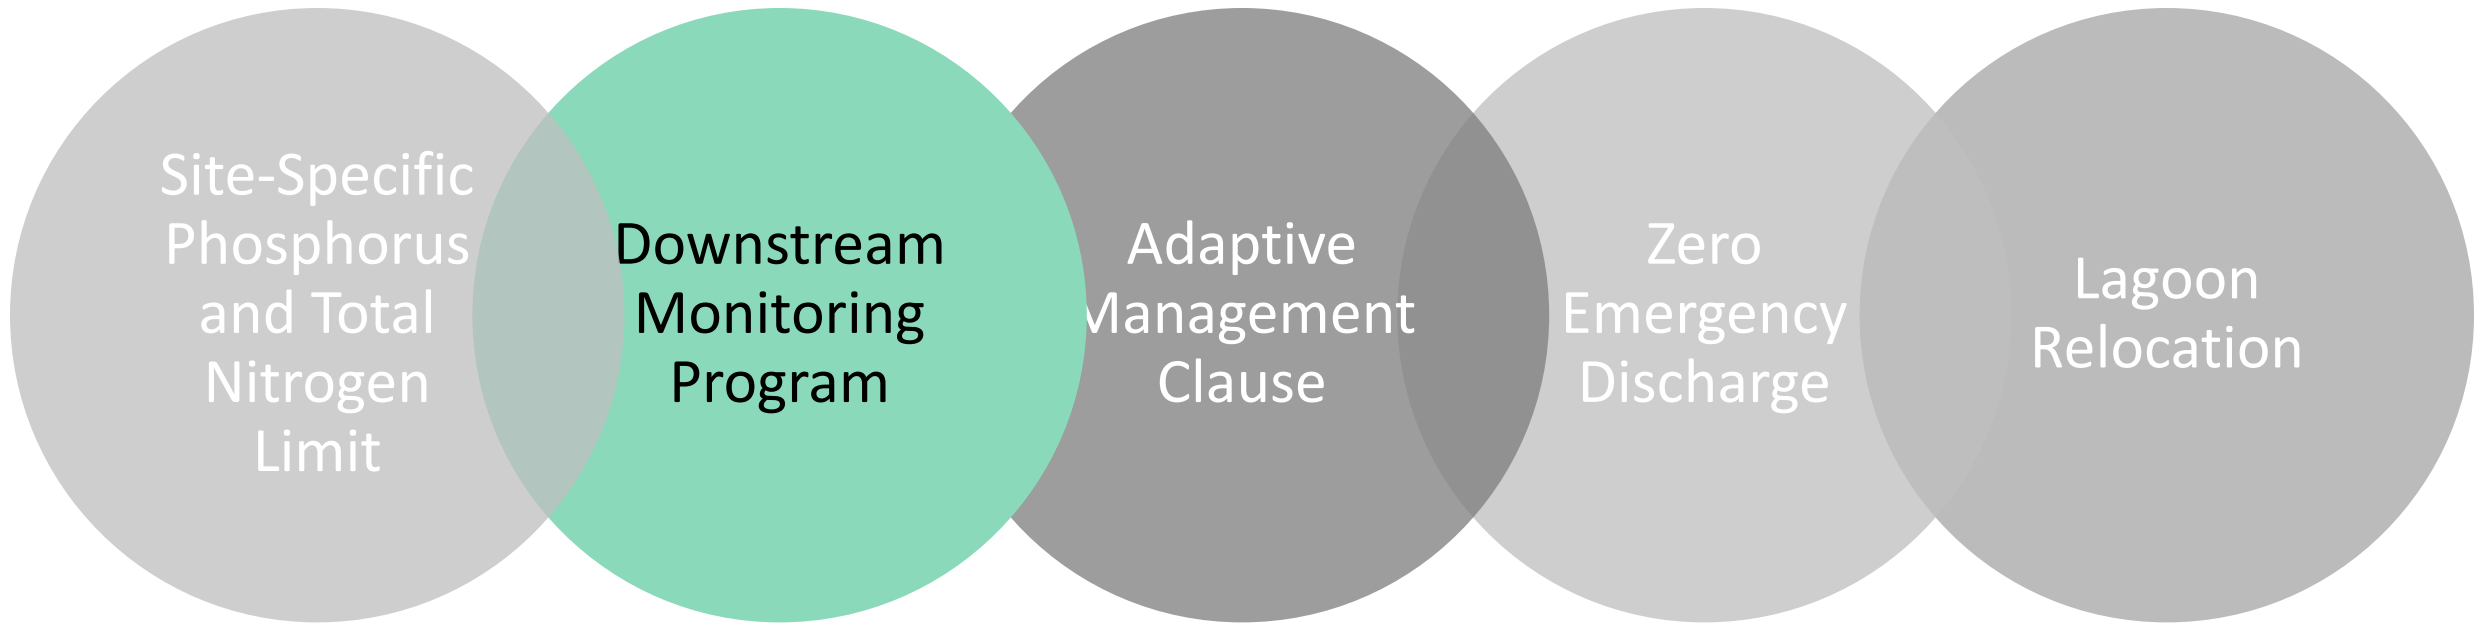 Site-Specific
Phosphorus
and Total
Nitrogen
Limit
Downstream
Monitoring
Program
Adaptive
Management
Clause
Zero
Emergency
Discharge
Lagoon
Relocation